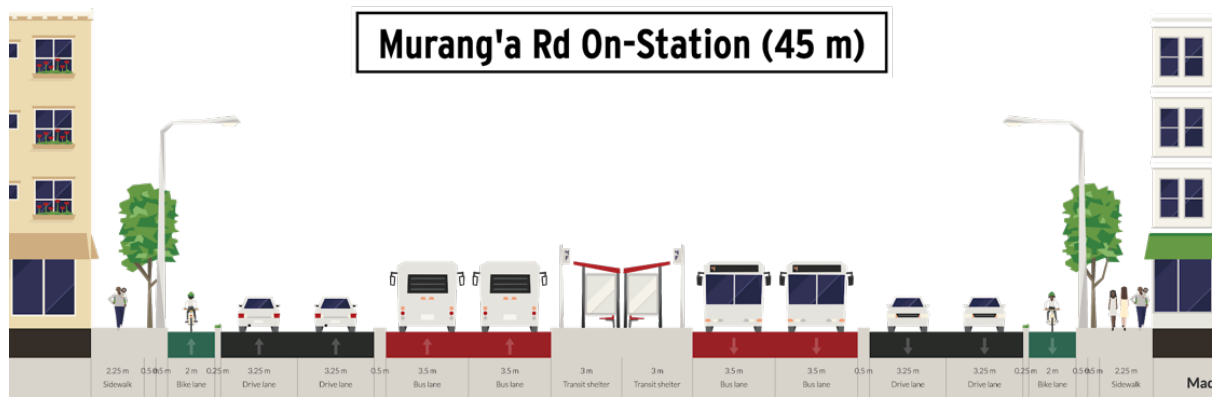 Murang'a Rd On-Station (45 m)
2.25 m 0.5 m 0.5 m 2 m 0.25 m 3.25 m 3.25 m 0.5 m 3.5 m 3.5 m 3 m 3 m 3.5 m 3.5 m 0.5 m 3.25 m 3.25 m 0.25 m 2 m 0.5 m 0.5 m 2.25 m
Sidewalk Bike lane Drive lane Drive lane Bus lane Bus lane Transit shelter Transit shelter Bus lane Bus lane Drive lane Drive lane Bike lane Sidewalk
Mad